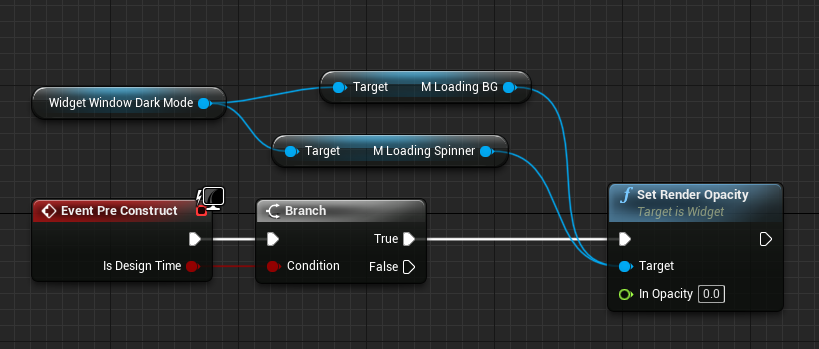 Target M Loading BG
Widget Window Dark Mode
Target M Loading Spinner
Event Pre Construct
Is Design Time
Branch
True
Condition False
f Set Render Opacity
Target is Widget
Target
In Opacity 0.0